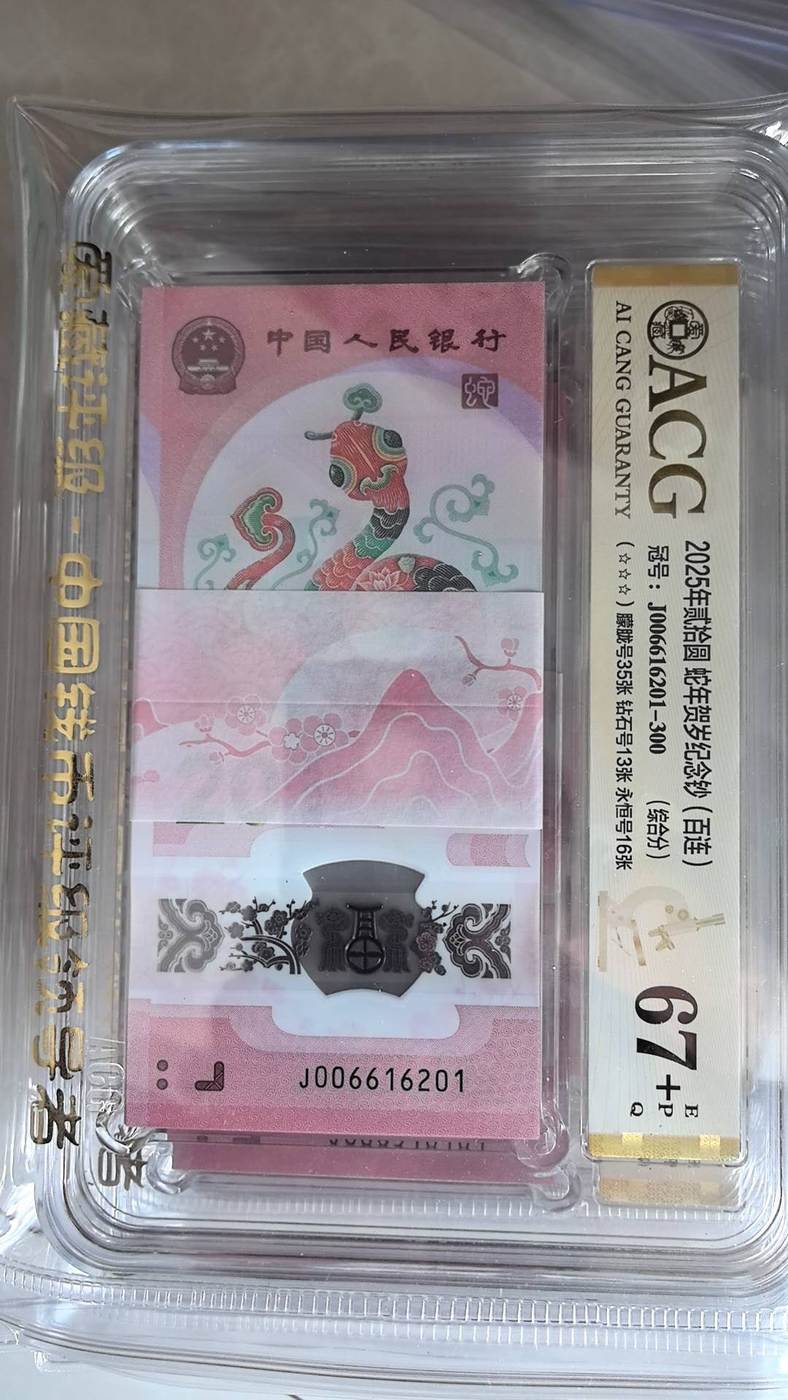 爱藏评级·中国钱币评级领导者
中国人民银行
蛇
J006616201
ACG
AI CANG GUARANTY
2025年贰拾圆 蛇年贺岁纪念钞（百连）
冠号：J006616201-300 （综合分）
（☆☆☆）朦胧号35张 钻石号13张 永恒号16张
67+
E
P
Q